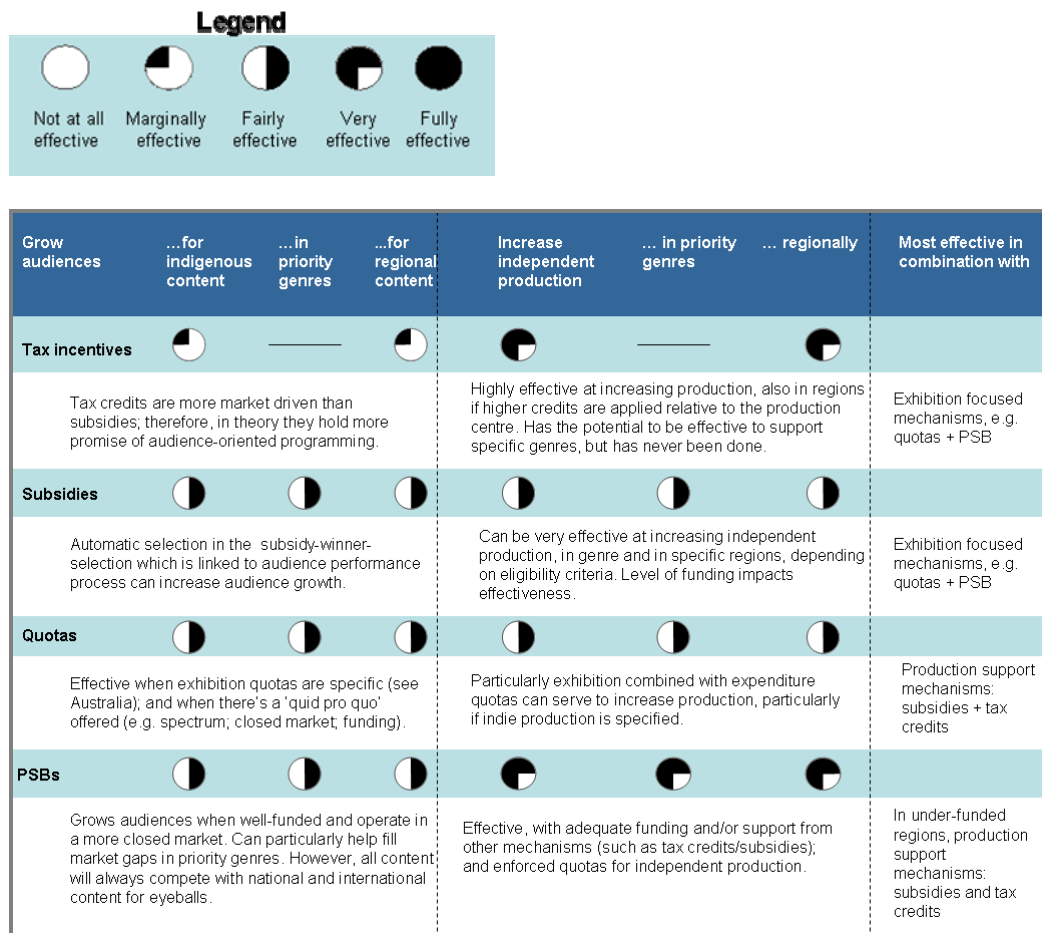 Legend
Not at all
effective
Marginally
effective
Fairly
effective
Very
effective
Fully
effective
Grow
audiences
…for
indigenous
content
…in
priority
genres
...for
regional
content
Increase
independent
production
… in priority
genres
… regionally
Most effective in
combination with
Tax incentives
Tax credits are more market driven than
subsidies; therefore, in theory they hold more
promise of audience-oriented programming.
Highly effective at increasing production, also in regions
if higher credits are applied relative to the production
centre. Has the potential to be effective to support
specific genres, but has never been done.
Exhibition focused
mechanisms, e.g.
quotas + PSB
Subsidies
Automatic selection in the subsidy-winner-
selection which is linked to audience performance
process can increase audience growth.
Can be very effective at increasing independent
production, in genre and in specific regions, depending
on eligibility criteria. Level of funding impacts
effectiveness.
Exhibition focused
mechanisms, e.g.
quotas + PSB
Quotas
Effective when exhibition quotas are specific (see
Australia); and when there's a 'quid pro quo'
offered (e.g. spectrum; closed market; funding).
Particularly exhibition combined with expenditure
quotas can serve to increase production, particularly
if indie production is specified.
Production support
mechanisms:
subsidies + tax
credits
PSBs
Grows audiences when well-funded and operate in
a more closed market. Can particularly help fill
market gaps in priority genres. However, all content
will always compete with national and international
content for eyeballs.
Effective, with adequate funding and/or support from
other mechanisms (such as tax credits/subsidies);
and enforced quotas for independent production.
In under-funded
regions, production
support
mechanisms:
subsidies and tax
credits